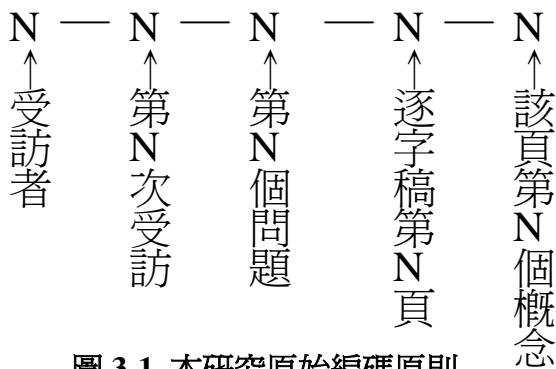 N — N — N — N — N
受訪者
第N次受訪
第N個問題
逐字稿第N頁
該頁第N個概念
圖 3.1 本研究原始編碼原則